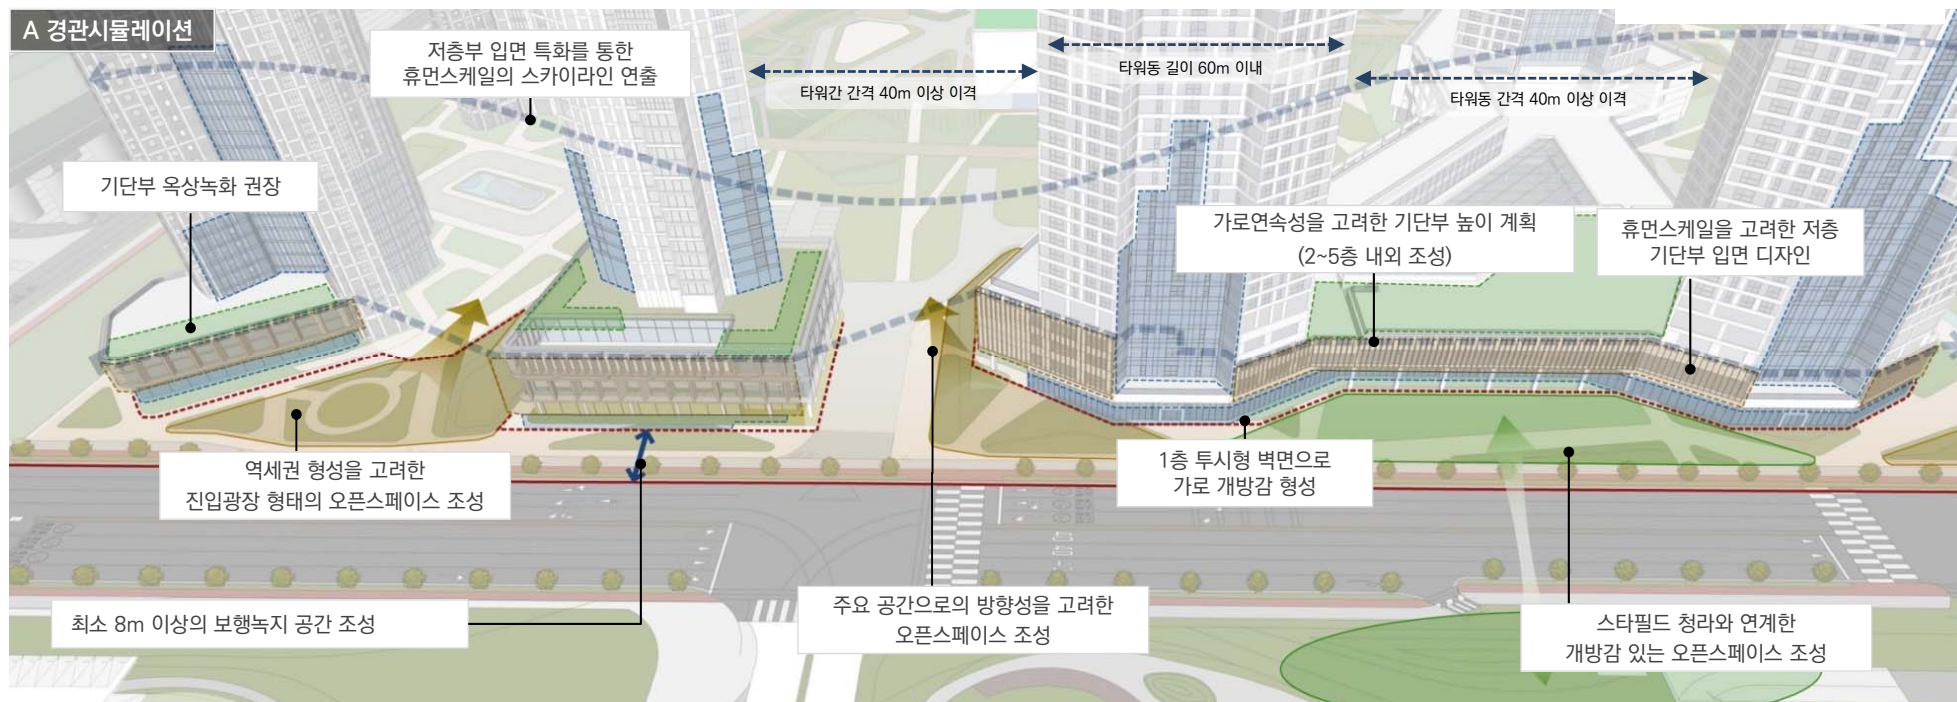 A 경관시뮬레이션
저층부 입면 특화를 통한
휴먼스케일의 스카이라인 연출
타워간 간격 40m 이상 이격
타워동 길이 60m 이내
타워동 간격 40m 이상 이격
기단부 옥상녹화 권장
가로연속성을 고려한 기단부 높이 계획
(2~5층 내외 조성)
휴먼스케일을 고려한 저층
기단부 입면 디자인
역세권 형성을 고려한
진입광장 형태의 오픈스페이스 조성
1층 투시형 벽면으로
가로 개방감 형성
최소 8m 이상의 보행녹지 공간 조성
주요 공간으로의 방향성을 고려한
오픈스페이스 조성
스타필드 청라와 연계한
개방감 있는 오픈스페이스 조성